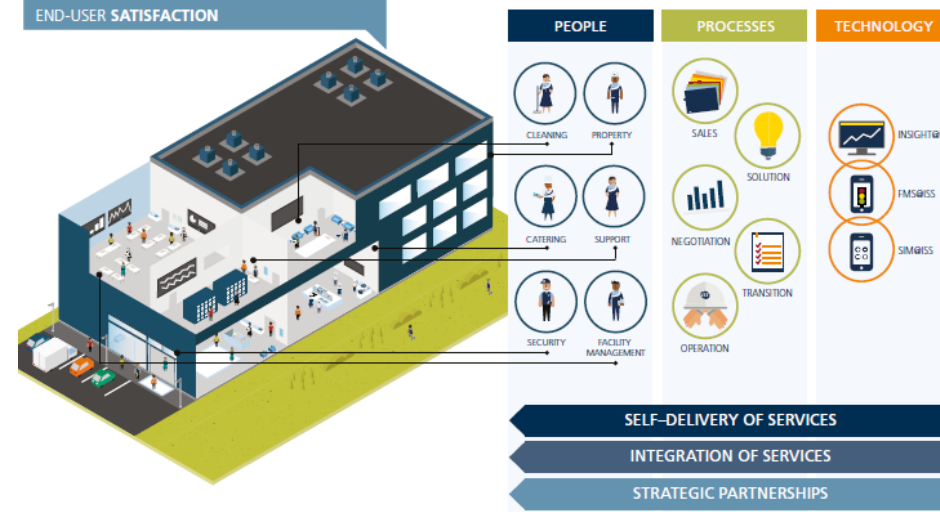 END-USER SATISFACTION
PEOPLE
PROCESSES
TECHNOLOGY
CLEANING
PROPERTY
CATERING
SUPPORT
SECURITY
FACILITY
MANAGEMENT
SALES
SOLUTION
NEGOTIATION
TRANSITION
OPERATION
INSIGHT@
FMS@ISS
SIM@ISS
SELF–DELIVERY OF SERVICES
INTEGRATION OF SERVICES
STRATEGIC PARTNERSHIPS